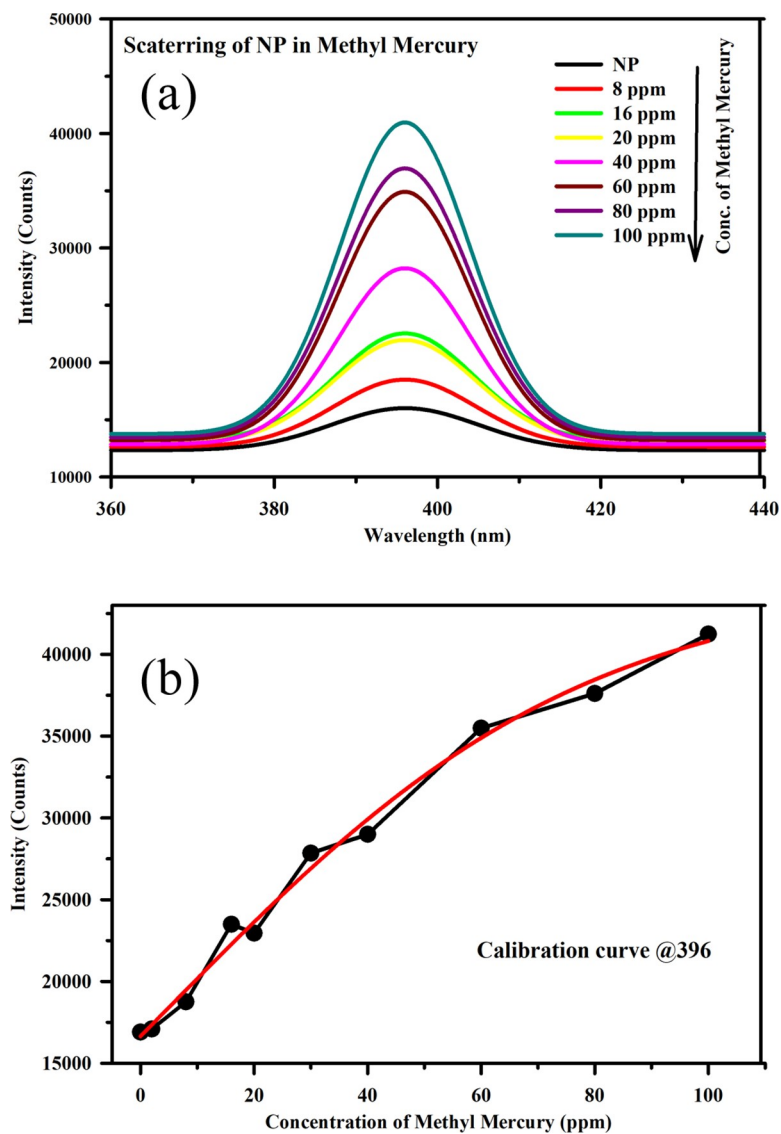 Scaterring of NP in Methyl Mercury
(a)
NP
8 ppm
16 ppm
20 ppm
40 ppm
60 ppm
80 ppm
100 ppm
Conc. of Methyl Mercury
50000
40000
30000
20000
10000
Intensity (Counts)
360 380 400 420 440
Wavelength (nm)
(b)
40000
35000
30000
25000
20000
15000
Intensity (Counts)
Calibration curve @396
0 20 40 60 80 100
Concentration of Methyl Mercury (ppm)